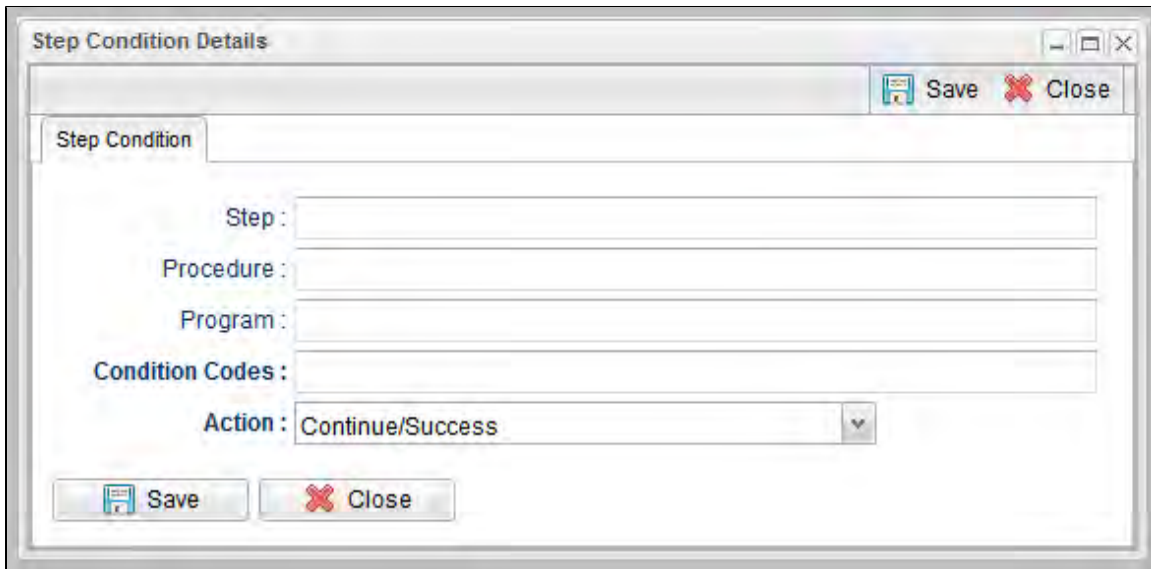 Step Condition Details
Save Close
Step Condition
Step :
Procedure :
Program :
Condition Codes :
Action : Continue/Success
Save Close